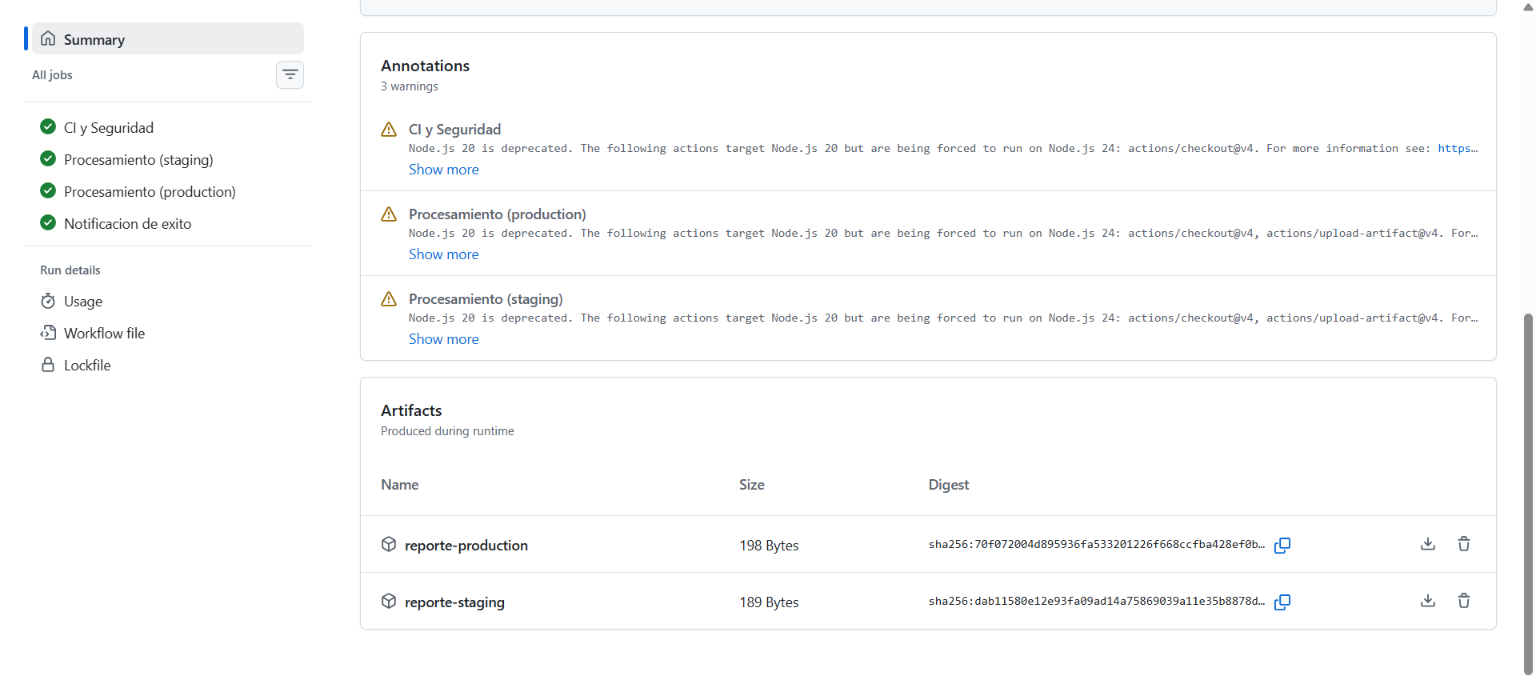 Summary
All jobs
CI y Seguridad
Procesamiento (staging)
Procesamiento (production)
Notificacion de exito
Run details
Usage
Workflow file
Lockfile
Annotations
3 warnings
CI y Seguridad
Node.js 20 is deprecated. The following actions target Node.js 20 but are being forced to run on Node.js 24: actions/checkout@v4. For more information see: https…
Show more
Procesamiento (production)
Node.js 20 is deprecated. The following actions target Node.js 20 but are being forced to run on Node.js 24: actions/checkout@v4, actions/upload-artifact@v4. For…
Show more
Procesamiento (staging)
Node.js 20 is deprecated. The following actions target Node.js 20 but are being forced to run on Node.js 24: actions/checkout@v4, actions/upload-artifact@v4. For…
Show more
Artifacts
Produced during runtime
Name Size Digest
reporte-production 198 Bytes sha256:70f072004d895936fa533201226f668ccfba428ef0b…
reporte-staging 189 Bytes sha256:dab11580e12e93fa09ad14a75869039a11e35b8878d…